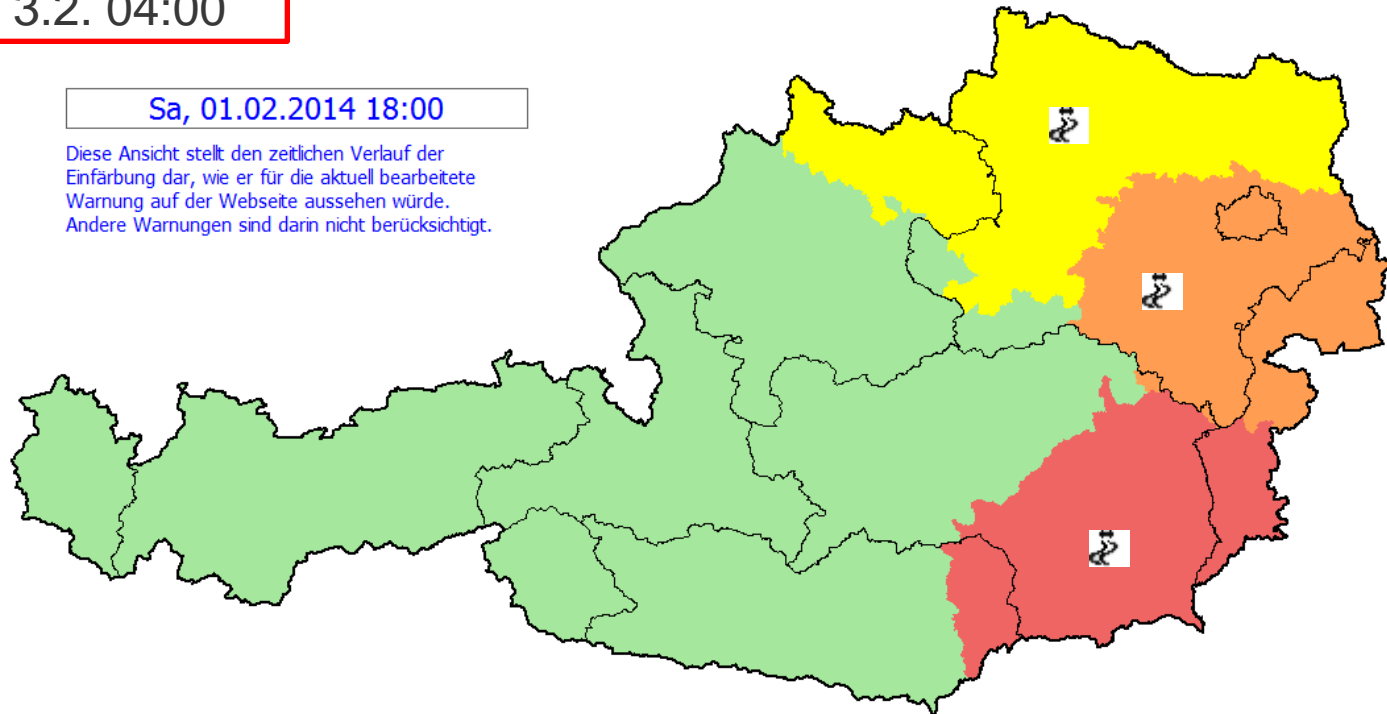 3.2. 04:00
Sa, 01.02.2014 18:00
Diese Ansicht stellt den zeitlichen Verlauf der
Einfärbung dar, wie er für die aktuell bearbeitete
Warnung auf der Webseite aussehen würde.
Andere Warnungen sind darin nicht berücksichtigt.